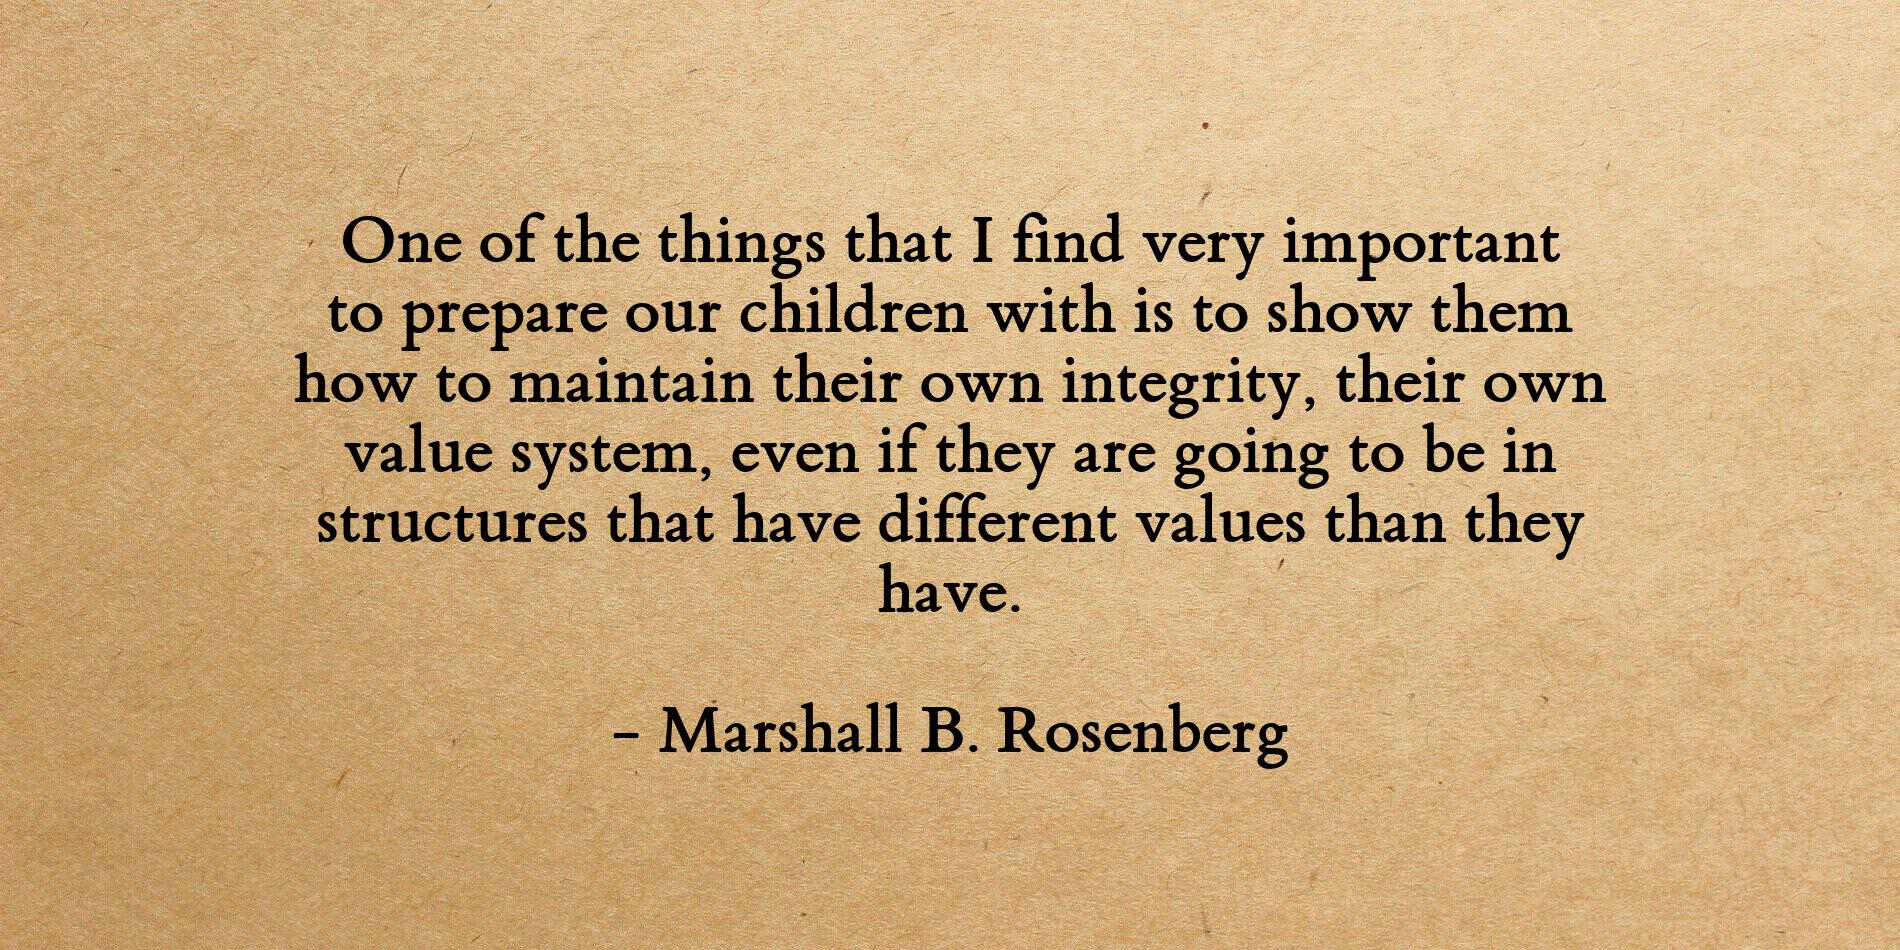 One of the things that I find very important
to prepare our children with is to show them
how to maintain their own integrity, their own
value system, even if they are going to be in
structures that have different values than they
have.
– Marshall B. Rosenberg